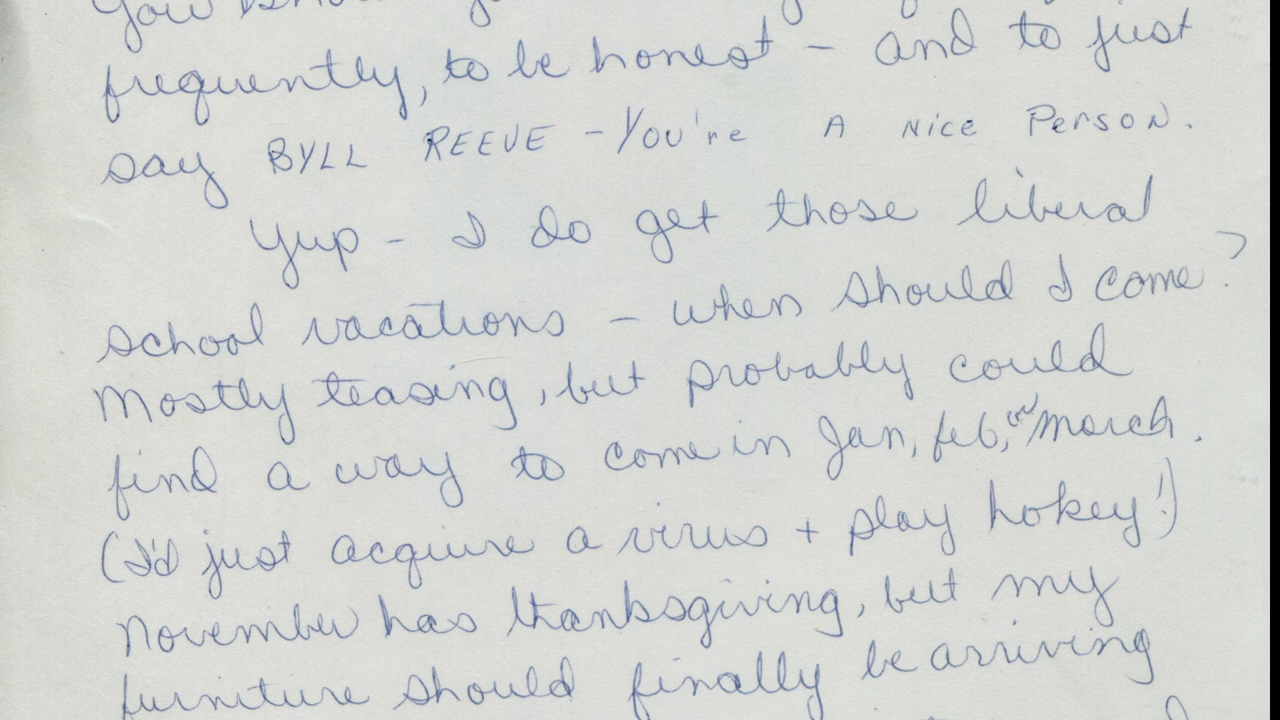 You
frequently, to be honest – and to just
say BYLL REEVE – You're A Nice Person.
Yup – I do get those liberal
school vacations – when should I come?
Mostly teasing, but probably could
find a way to come in Jan, feb, or March.
(I'd just acquire a virus + play hokey!)
November has thanksgiving, but my
furniture should finally be arriving